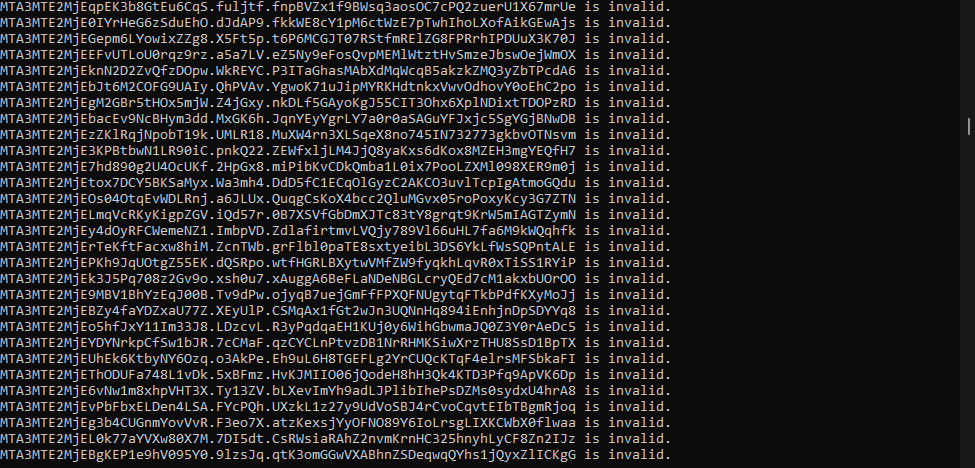 MTA3MTE2MjEqpEK3b8GtEu6CqS.fuljtf.fnpBVZx1f9BWsq3aosOC7cPQ2zuerU1X67mrUe is invalid.
MTA3MTE2MjE0IYrHeG6zSduEhO.dJdAP9.fkkWE8cY1pM6ctWzE7pTwhIhoLXofAikGEwAjs is invalid.
MTA3MTE2MjEGepm6LYowixZZg8.X5Ft5p.t6P6MCGJT07RStfmRElZG8FPRrhIPDUuX3K70J is invalid.
MTA3MTE2MjEEFvUTLoU0rqz9rz.a5a7LV.eZ5Ny9eFosQvpMEMlWtztHvSmzeJbswOejWmOX is invalid.
MTA3MTE2MjEknN2D2ZvQfzDOpw.WkREYC.P3ITaGhasMAbXdMqWcqB5akzkZMQ3yZbTPcdA6 is invalid.
MTA3MTE2MjEbJt6M2COFG9UAIy.QhPVAv.YgwoK71uJipMYRKHdtnkxVwvOdhovY0oEhC2po is invalid.
MTA3MTE2MjEgM2GBr5tHOx5mjW.Z4jGxy.nkDLf5GAyoKgJ55CIT3Ohx6XplNDixtTDOPzRD is invalid.
MTA3MTE2MjEbacEv9NcBHym3dd.MxGK6h.JqnYEyYgrLY7a0r0aSAGuYFJxjc5SgYGjBNwDB is invalid.
MTA3MTE2MjEzZKlRqjNpobT19k.UMLR18.MuXW4rn3XLSqeX8no745IN732773gkbvOTNsvm is invalid.
MTA3MTE2MjE3KPBtbwN1LR90iC.pnkQ22.ZEWfxljLM4JjQ8yaKxs6dKox8MZEH3mgYEQfH7 is invalid.
MTA3MTE2MjE7hd890g2U4OcUKf.2HpGx8.miPibKvCDkQmba1L0ix7PooLZXMl098XER9m0j is invalid.
MTA3MTE2MjEtox7DCY5BKSaMyx.Wa3mh4.DdD5fC1ECqOlGyzC2AKCO3uvlTcpIgAtmoGQdu is invalid.
MTA3MTE2MjEOs04OtqEvWDLRnj.a6JLUx.QuqgCsKoX4bcc2QluMGvx05roPoxyKcy3G7ZTN is invalid.
MTA3MTE2MjELmqVcRKyKigpZGV.iQd57r.0B7XSVfGbDmXJTc83tY8grqt9KrW5mIAGTZymN is invalid.
MTA3MTE2MjEy4dOyRFCWemeNZ1.ImbpVD.ZdlafirtmvLVQjy789Vl66uHL7fa6M9kWQqhfk is invalid.
MTA3MTE2MjErTeKftFacxw8hiM.ZcnTWb.grFlbl0paTE8sxtyeibL3DS6YkLfWsSQPntALE is invalid.
MTA3MTE2MjEPKh9JqUOtgZ55EK.dQSRpo.wtfHGRLBXytwVMfZW9fyqkhLqvR0xTiSS1RYiP is invalid.
MTA3MTE2MjEk3J5Pq708z2Gv9o.xsh0u7.xAuggA6BeFLaNDeNBGLcryQEd7cM1akxbUOrOO is invalid.
MTA3MTE2MjE9MBV1BhYzEqJ00B.Tv9dPw.ojyqB7uejGmFfFPXQFNUgytqFTkbPdfKXyMoJj is invalid.
MTA3MTE2MjEBZy4faYDZxaU77Z.XEyUlP.CSMqAx1fGt2wJn3UQNnHq894iEnhjnDpSDYYq8 is invalid.
MTA3MTE2MjEo5hfJxY11Im33J8.LDzcvL.R3yPqdqaEH1KUj0y6WihGbwmaJQ0Z3Y0rAeDc5 is invalid.
MTA3MTE2MjEYDYNrkpCfSw1bJR.7cCMaF.qzCYCLnPtvzDB1NrRHMKSiwXrzTHU8SsD1BpTX is invalid.
MTA3MTE2MjEUhEk6KtbyNY6Ozq.o3AkPe.Eh9uL6H8TGEFLg2YrCUQcKTqF4elrsMFSbkaFI is invalid.
MTA3MTE2MjEThODUFa748L1vDk.5xBFmz.HvKJMIIO06jQodeH8hH3Qk4KTD3Pfq9ApVK6Dp is invalid.
MTA3MTE2MjE6vNw1m8xhpVHT3X.Ty13ZV.bLXevImYh9adLJPlibIhePsDZMs0sydxU4hrA8 is invalid.
MTA3MTE2MjEvPbFbxELDen4LSA.FYcPQh.UXzkL1z27y9UdVoSBJ4rCvoCqvtEIbTBgmRjoq is invalid.
MTA3MTE2MjEg3b4CUGnmYovVvR.F3eo7X.atzKexsjYyOFNO89Y6IoLrsgLIXKCWbX0flwaa is invalid.
MTA3MTE2MjEL0k77aYVXw80X7M.7DI5dt.CsRWsiaRAhZ2nvmKrnHC325hnyhLyCF8Zn2IJz is invalid.
MTA3MTE2MjEBgKEP1e9hV095Y0.9lzsJq.qtK3omGGwVXABhnZSDeqwqQYhs1jQyxZlICKgG is invalid.